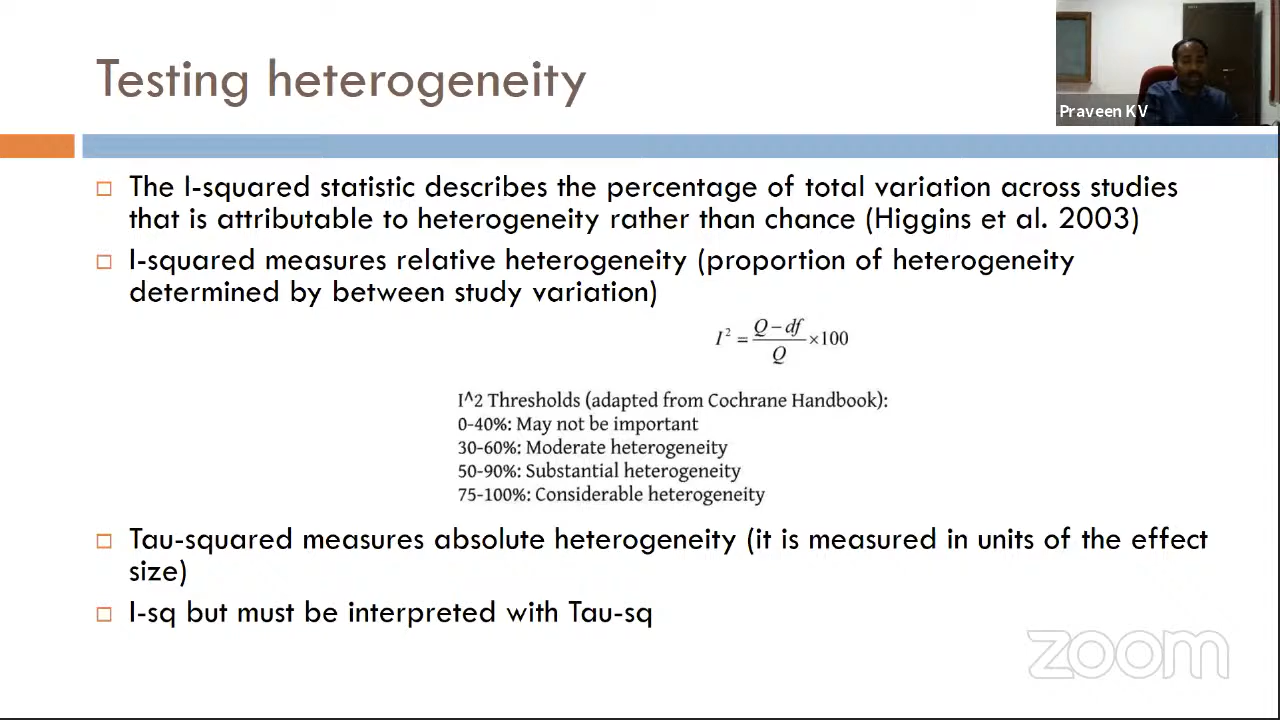 Testing heterogeneity
Praveen KV
The I-squared statistic describes the percentage of total variation across studies
that is attributable to heterogeneity rather than chance (Higgins et al. 2003)
I-squared measures relative heterogeneity (proportion of heterogeneity
determined by between study variation)
I² = (Q – df)/Q × 100
I^2 Thresholds (adapted from Cochrane Handbook):
0-40%: May not be important
30-60%: Moderate heterogeneity
50-90%: Substantial heterogeneity
75-100%: Considerable heterogeneity
Tau-squared measures absolute heterogeneity (it is measured in units of the effect
size)
I-sq but must be interpreted with Tau-sq
zoom